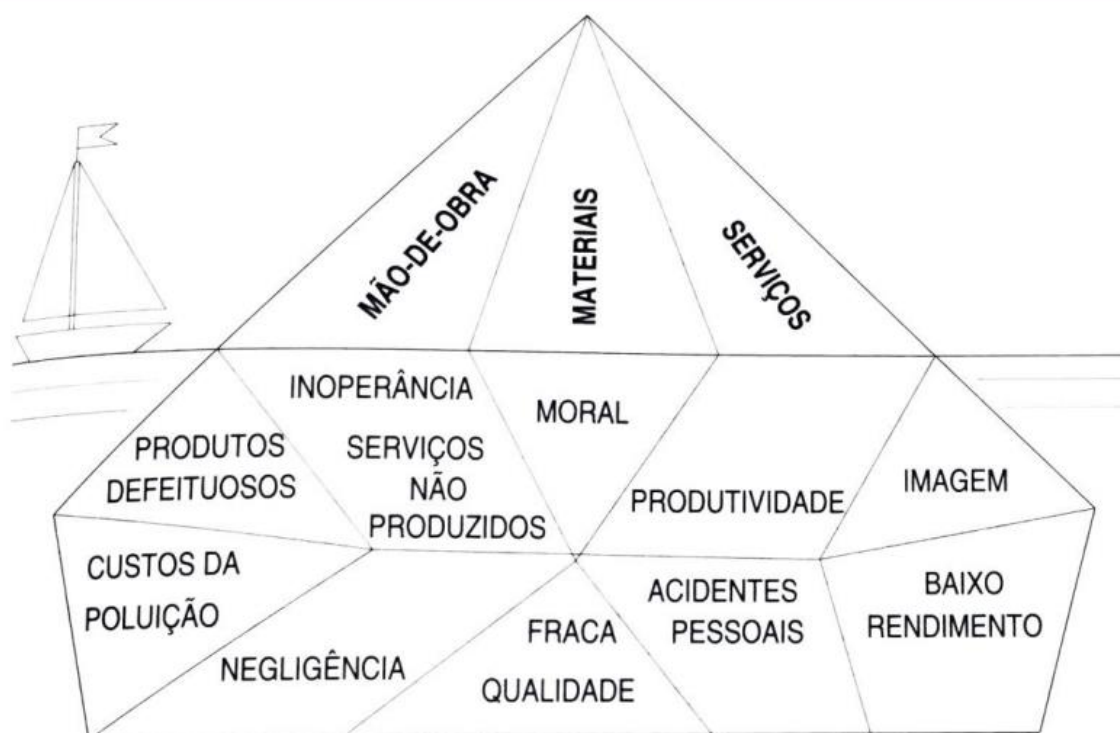 MÃO-DE-OBRA
MATERIAIS
SERVIÇOS
INOPERÂNCIA
SERVIÇOS
NÃO
PRODUZIDOS
MORAL
PRODUTOS
DEFEITUOSOS
PRODUTIVIDADE
IMAGEM
CUSTOS DA
POLUIÇÃO
NEGLIGÊNCIA
FRACA
QUALIDADE
ACIDENTES
PESSOAIS
BAIXO
RENDIMENTO